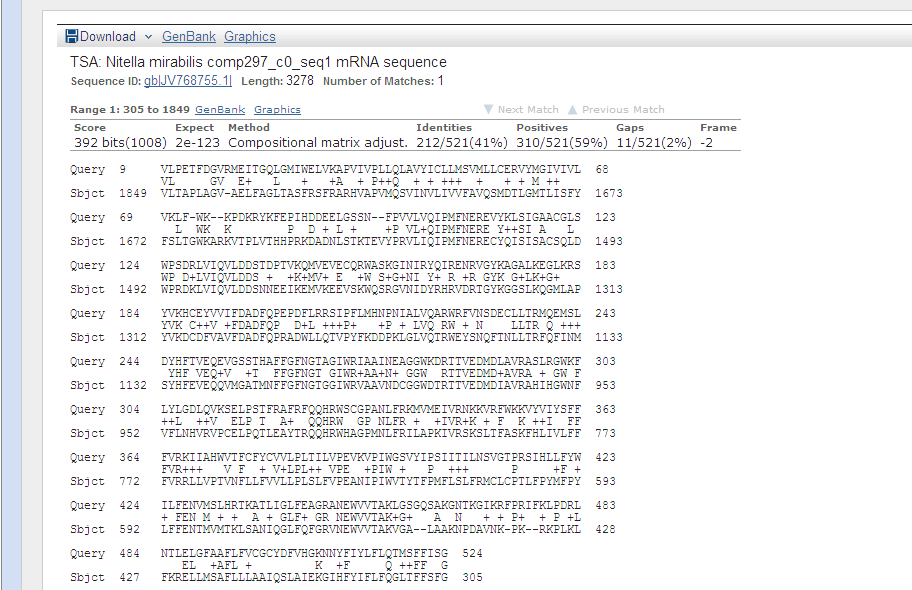 Download GenBank Graphics
TSA: Nitella mirabilis comp297_c0_seq1 mRNA sequence
Sequence ID: gb|JV768755.1| Length: 3278 Number of Matches: 1
Range 1: 305 to 1849 GenBank Graphics Next Match Previous Match
Score Expect Method Identities Positives Gaps Frame
392 bits(1008) 2e-123 Compositional matrix adjust. 212/521(41%) 310/521(59%) 11/521(2%) -2
Query 9 VLPETFDGVRMEITGQLGMIWELVKAPVIVPLLQLAVYICLLMSVMLLCERVYMGIVIVL 68
VL GV E+ L + +A + P++Q + + +++ + + + M ++
Sbjct 1849 VLTAPLAGV-AELFAGLTASFRSFRARHVAPVMQSVINVLIVVFAVQSMDTLGMTLISFY 1673
Query 69 VKLF-WK--KPDKRYKFEPIHDDEELGSSN--FPVVLVQIPMFNEREVYKLSIGAACGLS 123
L WK K P D + L + +P VL+QIPMFNERE Y++SI A L
Sbjct 1672 FSLTGWKARKVTPLVTHHPRKDADNLSTKTEVYPRVLIQIPMFNERECYQISISACSQLD 1493
Query 124 WPSDRLVIQVLDDSTDPTVKQMVEVECQRWASKGINIRYQIRENRVGYKAGALKEGLKRS 183
WP D+LVIQVLDDS + +K+MV+ E +W S+G+NI Y+ R +R GYK G+LK+G+
Sbjct 1492 WPRDKLVIQVLDDSNNEEIKEMVKEEVSKWQSRGVNIDYRHRVDRTGYKGGSLKQGMLAP 1313
Query 184 YVKHCEYVVIFDADFQPEPDFLRRSIPFLMHNPNIALVQARWRFVNSDECLLTRMQEMSL 243
YVK C++V +FDADFQP D+L +++P+ +P + LVQ RW + N LLTR Q +++
Sbjct 1312 YVKDCDFVAVFDADFQPRADWLLQTVPYFKDDPKLGLVQTRWEYSNQFTNLLTRFQFINM 1133
Query 244 DYHFTVEQEVGSSTHAFFGFNGTAGIWRIAAINEAGGWKDRTTVEDMDLAVRASLRGWKF 303
YHF VEQ+V +T FFGFNGT GIWR+AA+N+ GGW RTTVEDMD+AVRA + GW F
Sbjct 1132 SYHFEVEQQVMGATMNFFGFNGTGGIWRVAAVNDCGGWDTRTTVEDMDIAVRAHIHGWNF 953
Query 304 LYLGDLQVKSELPSTFRAFRFQQHRWSCGPANLFRKMVMEIVRNKKVRFWKKVYVIYSFF 363
++L ++V ELP T A+ QQHRW GP NLFR + +IVR+K + F K ++I FF
Sbjct 952 VFLNHVRVPCELPQTLEAYTRQQHRWHAGPMNLFRILAPKIVRSKSLTFASKFHLIVLFF 773
Query 364 FVRKIIAHWVTFCFYCVVLPLTILVPEVKVPIWGSVYIPSIITILNSVGTPRSIHLLFYW 423
FVR+++ V F + V+LPL++ VPE +PIW + P +++ P +F +
Sbjct 772 FVRRLLVPTVNFLLFVVLLPLSLFVPEANIPIWVTYTFPMFLSLFRMCLCPTLFPYMFPY 593
Query 424 ILFENVMSLHRTKATLIGLFEAGRANEWVVTAKLGSGQSAKGNTKGIKRFPRIFKLPDRL 483
+ FEN M + + A + GLF+ GR NEWVVTAK+G+ A N + + P+ + P +L
Sbjct 592 LFFENTMVMTKLSANIQGLFQFGRVNEWVVTAKVGA--LAAKNPDAVNK-PK--RKPLKL 428
Query 484 NTLELGFAAFLFVCGCYDFVHGKNNYFIYLFLQTMSFFISG 524
EL +AFL + K +F Q ++FF G
Sbjct 427 FKRELLMSAFLLLAAIQSLAIEKGIHFYIFLFQGLTFFSFG 305